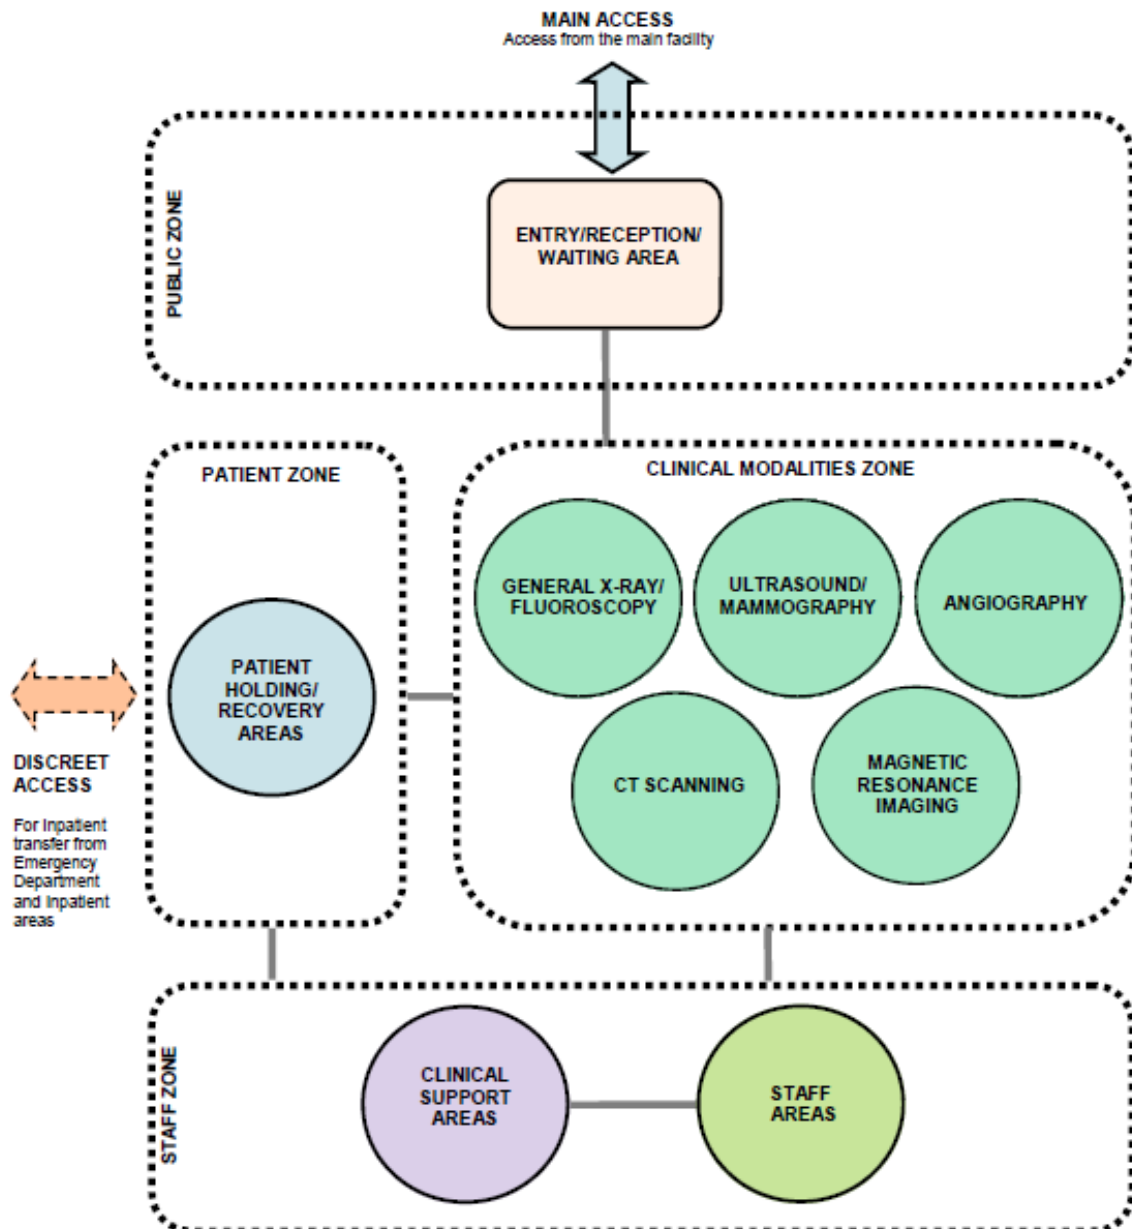 MAIN ACCESS
Access from the main facility
PUBLIC ZONE
ENTRY/RECEPTION/
WAITING AREA
PATIENT ZONE
CLINICAL MODALITIES ZONE
GENERAL X-RAY/
FLUOROSCOPY
ULTRASOUND/
MAMMOGRAPHY
ANGIOGRAPHY
PATIENT
HOLDING/
RECOVERY
AREAS
CT SCANNING
MAGNETIC
RESONANCE
IMAGING
DISCREET
ACCESS
For Inpatient
transfer from
Emergency
Department
and Inpatient
areas
STAFF ZONE
CLINICAL
SUPPORT
AREAS
STAFF
AREAS